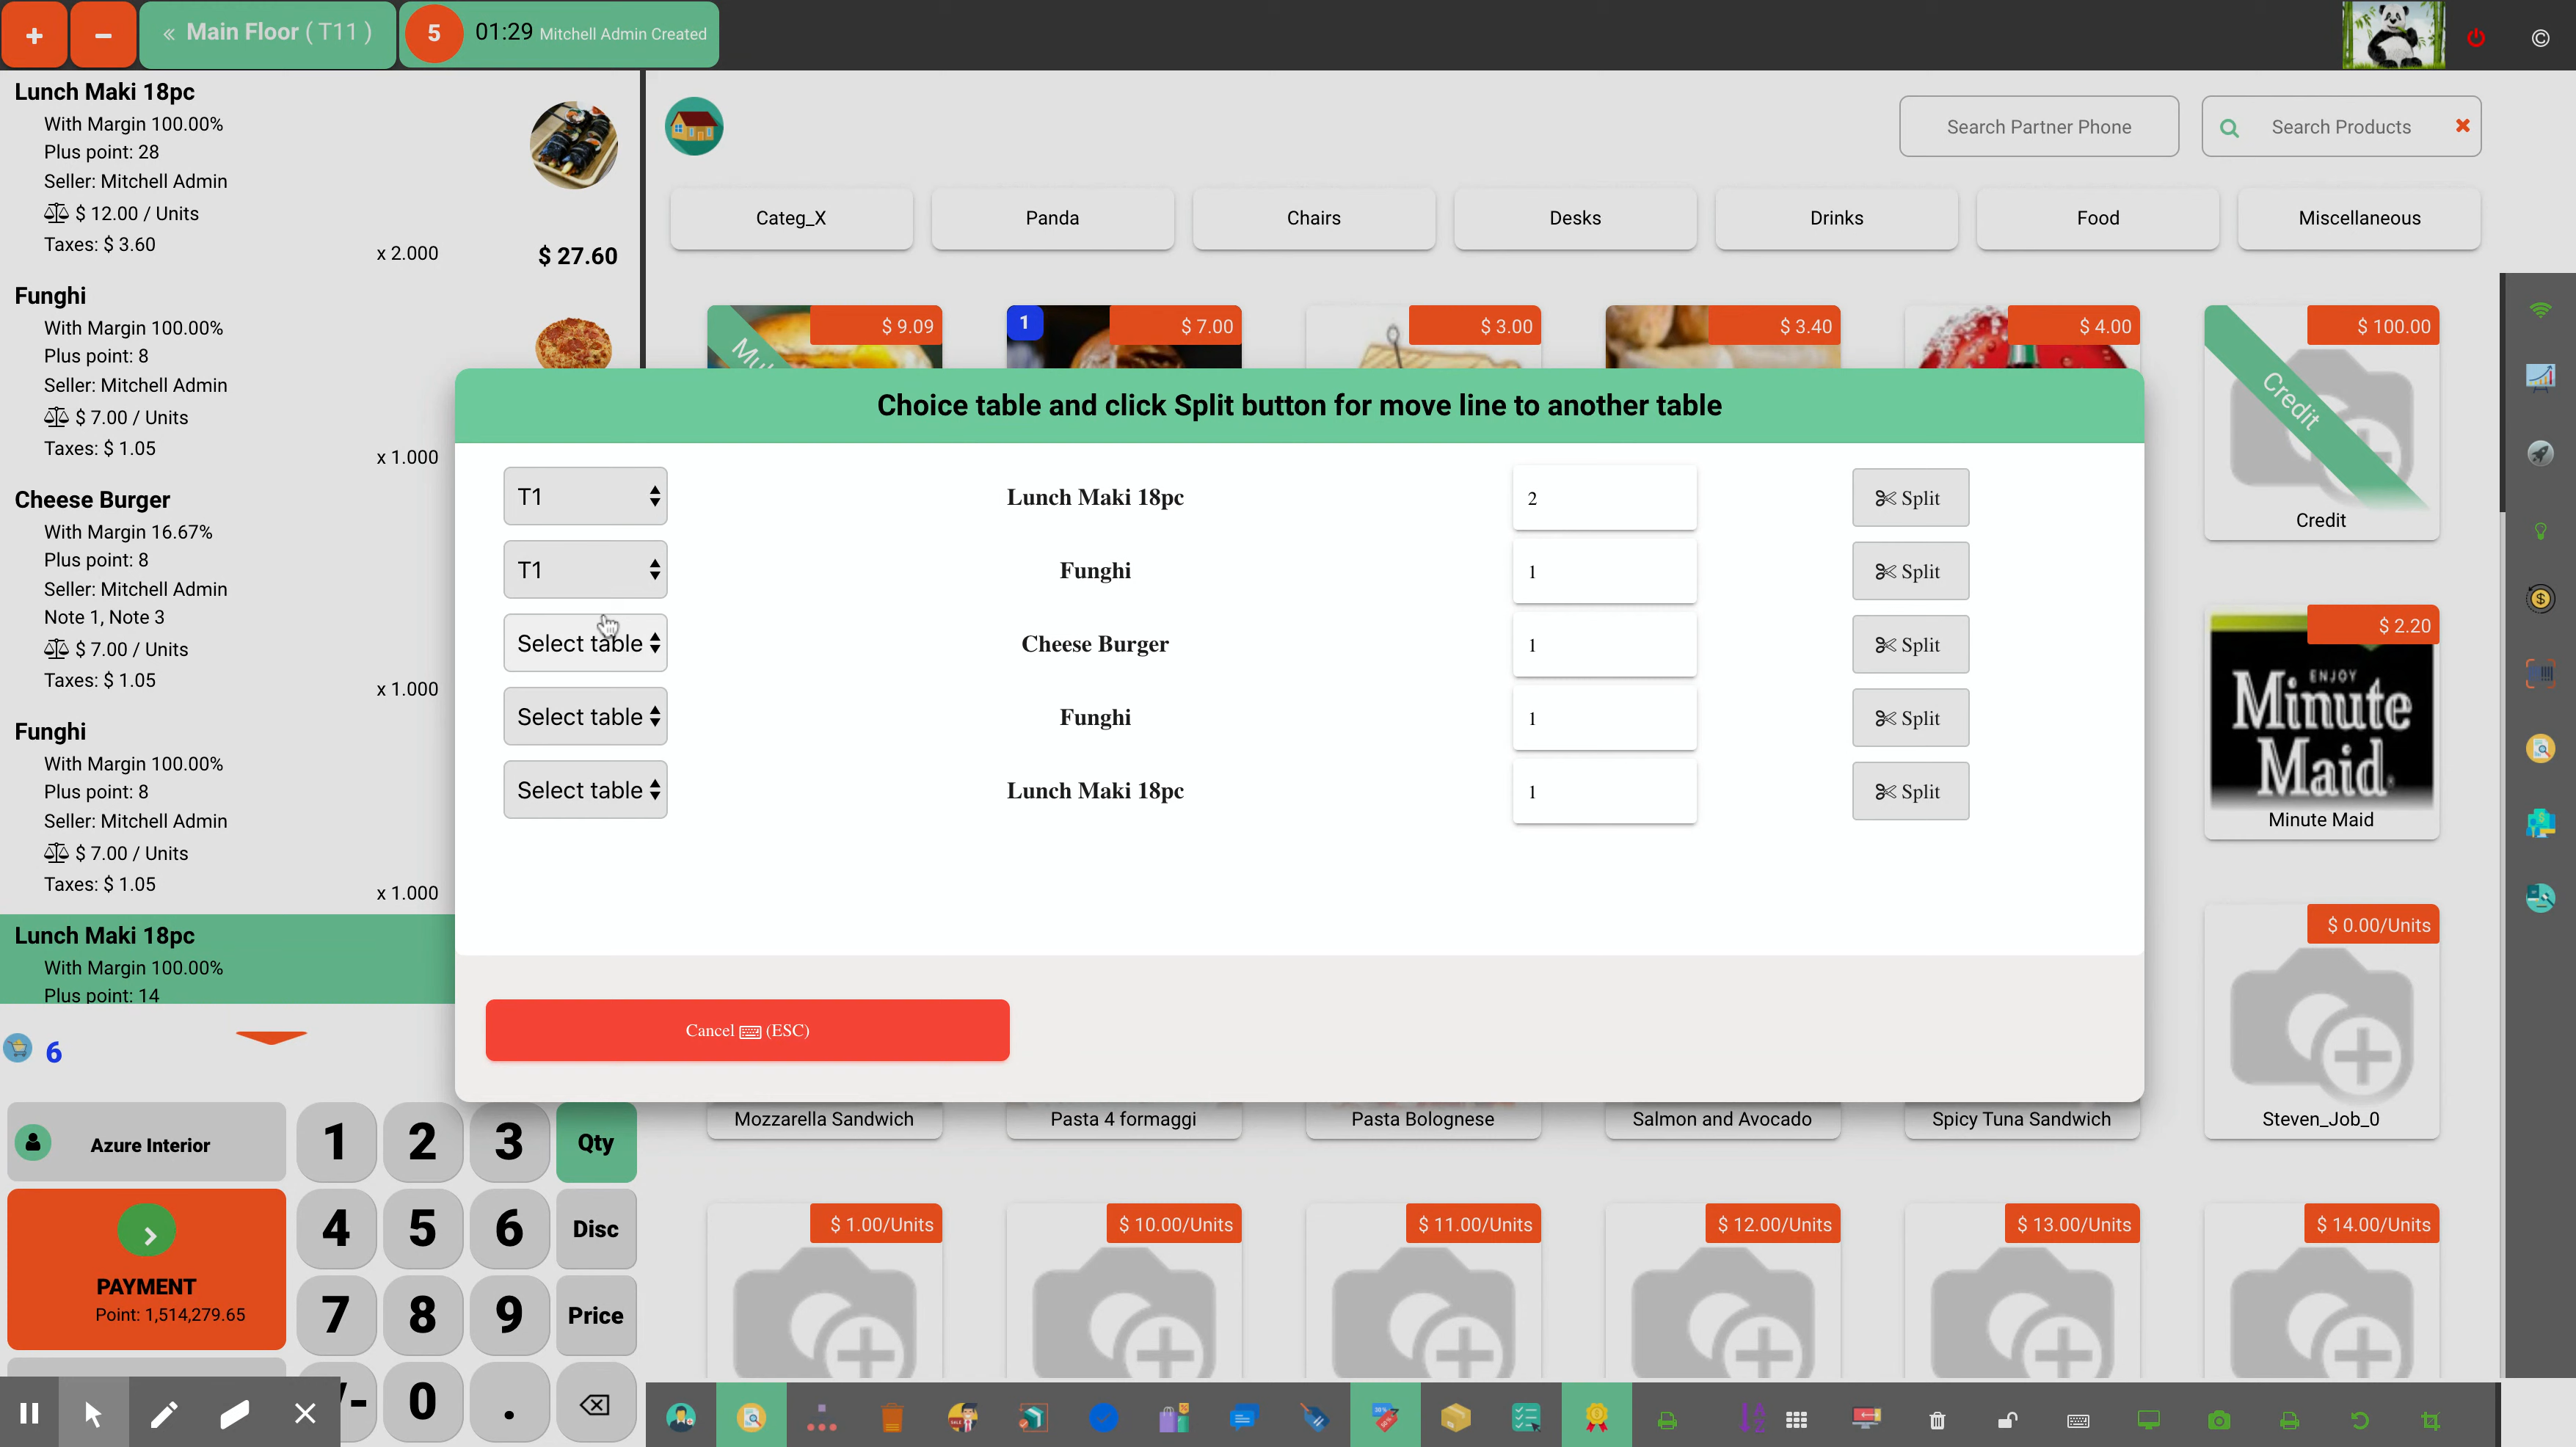 +
−
« Main Floor ( T11 )
5
01:29 Mitchell Admin Created
©
Lunch Maki 18pc
With Margin 100.00%
Plus point: 28
Seller: Mitchell Admin
$ 12.00 / Units
Taxes: $ 3.60
x 2.000
$ 27.60
Funghi
With Margin 100.00%
Plus point: 8
Seller: Mitchell Admin
$ 7.00 / Units
Taxes: $ 1.05
x 1.000
Cheese Burger
With Margin 16.67%
Plus point: 8
Seller: Mitchell Admin
Note 1, Note 3
$ 7.00 / Units
Taxes: $ 1.05
x 1.000
Funghi
With Margin 100.00%
Plus point: 8
Seller: Mitchell Admin
$ 7.00 / Units
Taxes: $ 1.05
x 1.000
Lunch Maki 18pc
With Margin 100.00%
Plus point: 14
6
Azure Interior
PAYMENT
Point: 1,514,279.65
1 2 3 Qty
4 5 6 Disc
7 8 9 Price
0 .
Search Partner Phone
Search Products
Categ_X
Panda
Chairs
Desks
Drinks
Food
Miscellaneous
$ 9.09
1
$ 7.00
$ 3.00
$ 3.40
$ 4.00
$ 100.00
Credit
Credit
Choice table and click Split button for move line to another table
T1 Lunch Maki 18pc 2 Split
T1 Funghi 1 Split
Select table Cheese Burger 1 Split
Select table Funghi 1 Split
Select table Lunch Maki 18pc 1 Split
Cancel (ESC)
$ 2.20
ENJOY
Minute
Maid
Minute Maid
$ 0.00/Units
Mozzarella Sandwich
Pasta 4 formaggi
Pasta Bolognese
Salmon and Avocado
Spicy Tuna Sandwich
Steven_Job_0
$ 1.00/Units
$ 10.00/Units
$ 11.00/Units
$ 12.00/Units
$ 13.00/Units
$ 14.00/Units